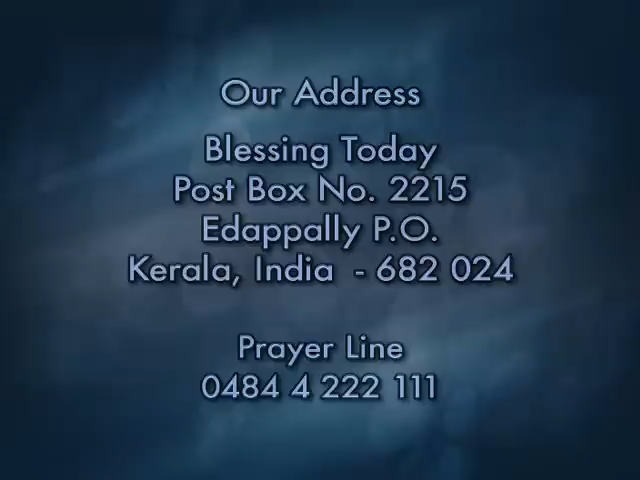 Our Address
Blessing Today
Post Box No. 2215
Edappally P.O.
Kerala, India - 682 024
Prayer Line
0484 4 222 111